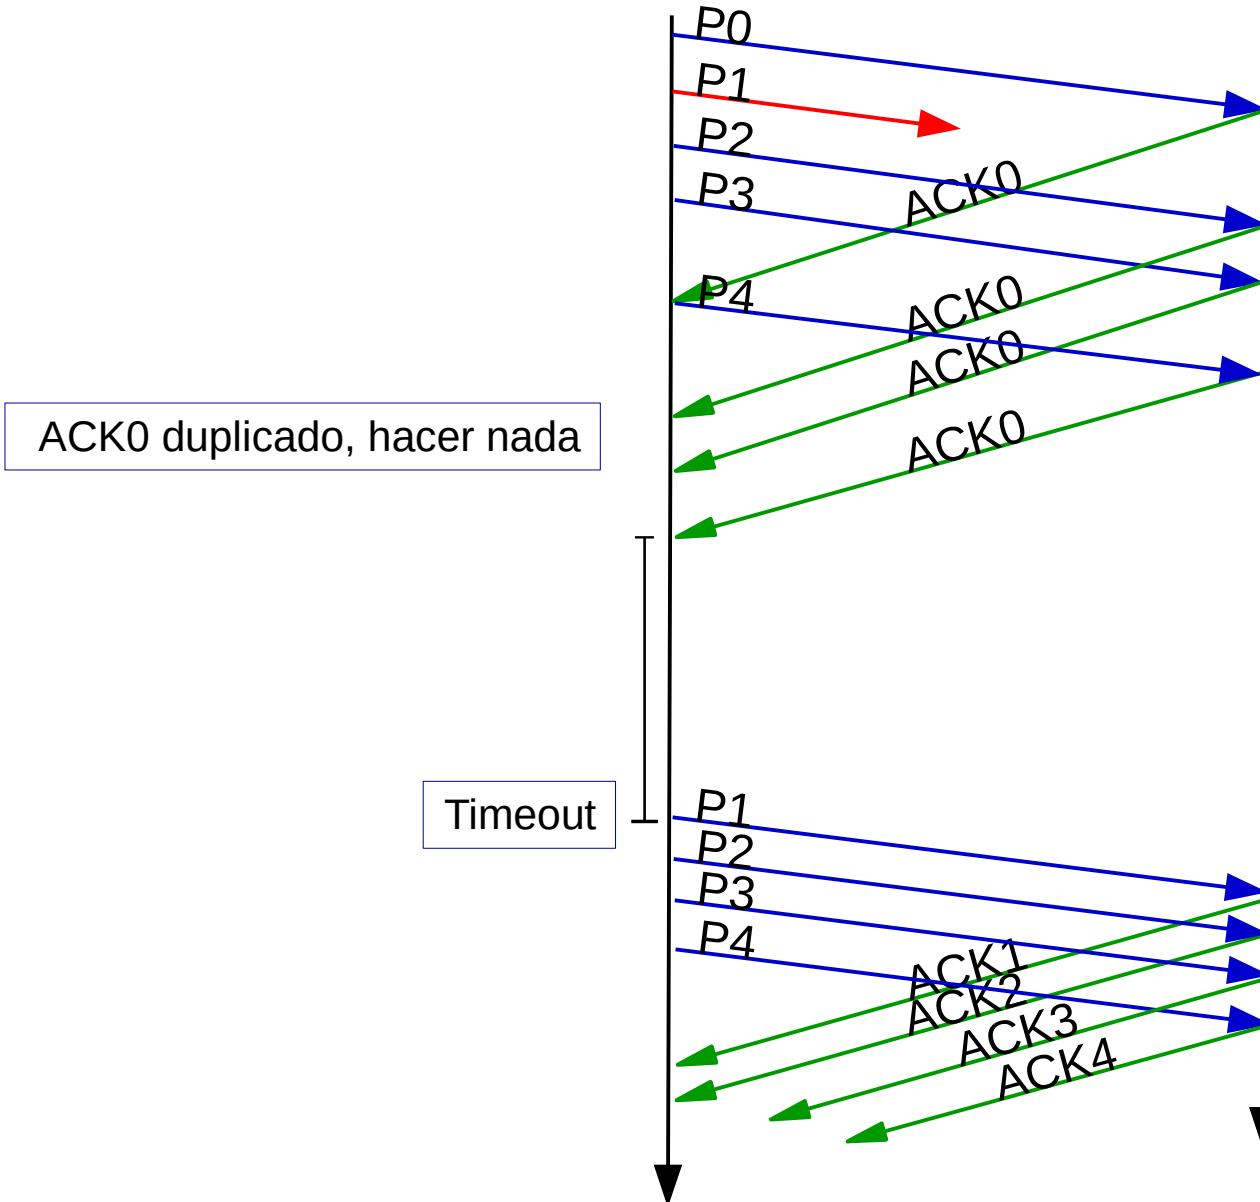 P0
P1
P2
P3
ACK0
P4
ACK0
ACK0
ACK0 duplicado, hacer nada
ACK0
Timeout
P1
P2
P3
P4
ACK1
ACK2
ACK3
ACK4